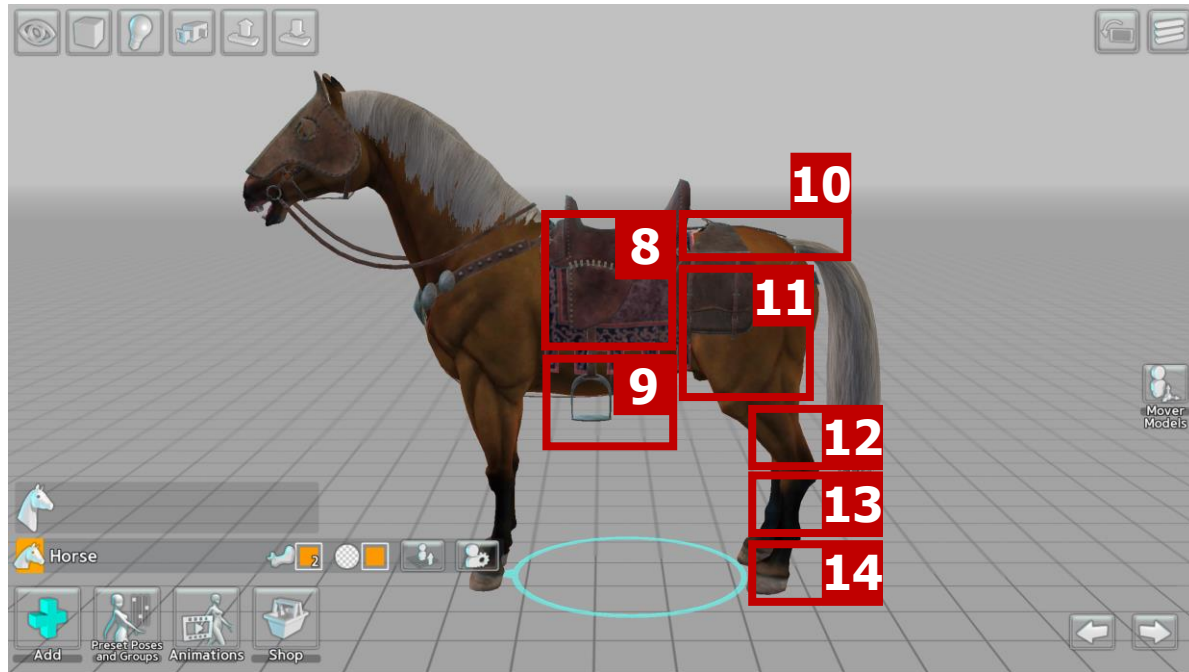 10
8
11
9
Mover
Models
12
13
Horse
2
14
Add
Preset Poses
and Groups
Animations
Shop